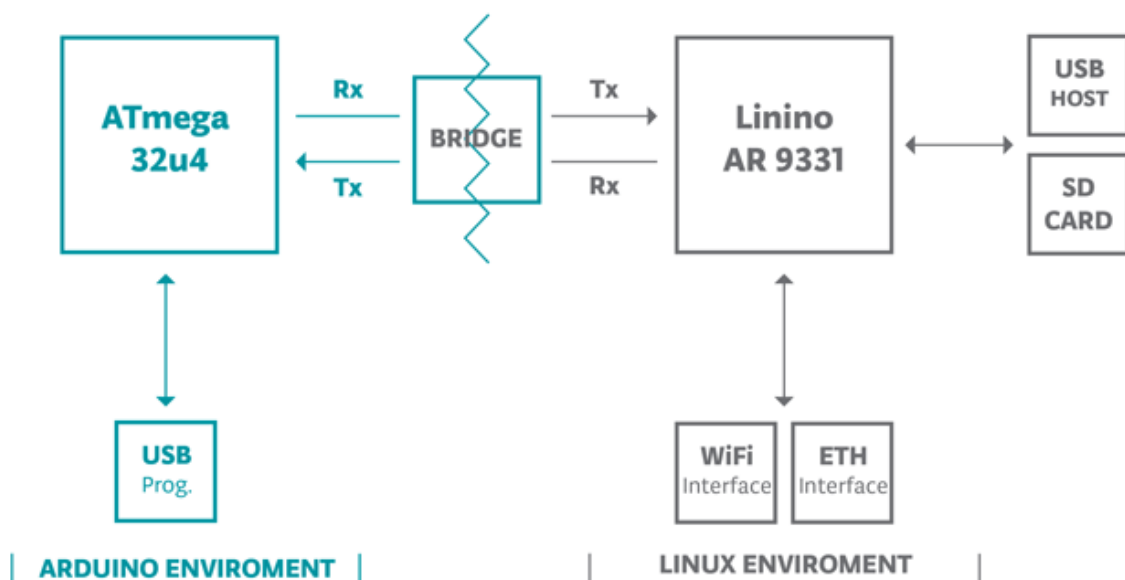 ATmega
32u4
Rx
Tx
BRIDGE
Tx
Rx
Linino
AR 9331
USB
HOST
SD
CARD
USB
Prog.
WiFi
Interface
ETH
Interface
ARDUINO ENVIROMENT
LINUX ENVIROMENT